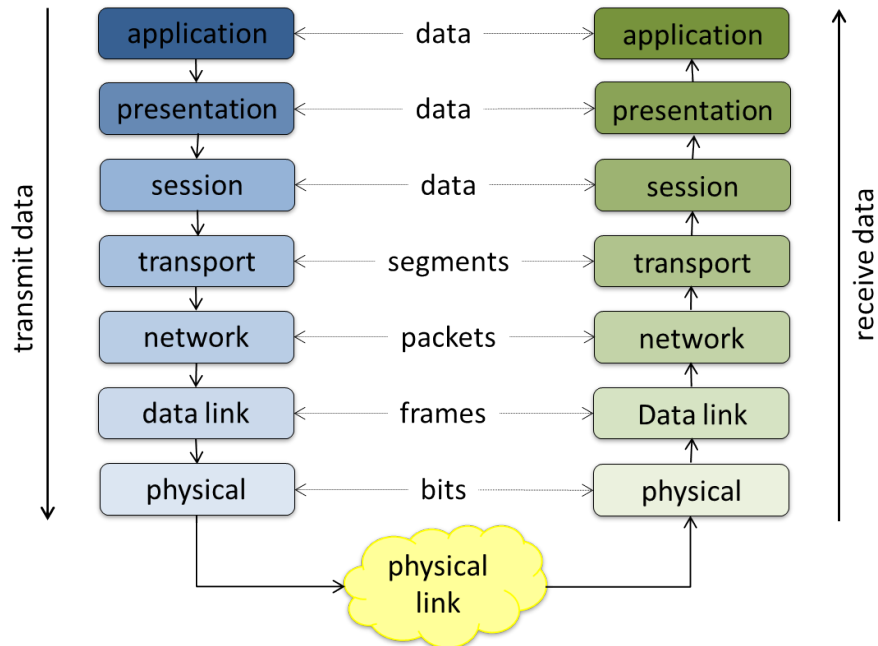 application data application
presentation data presentation
session data session
transport segments transport
network packets network
data link frames Data link
physical bits physical
physical
link
transmit data
receive data